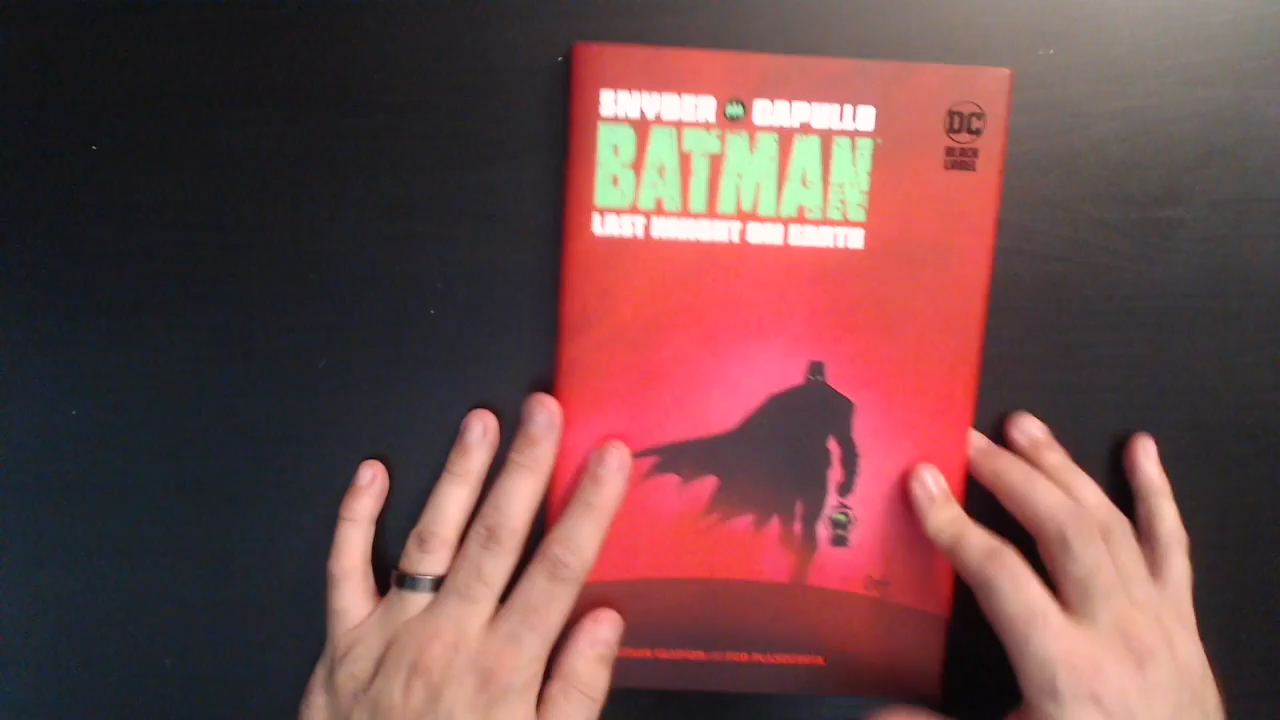 SNYDER CAPULLO
BATMAN
LAST KNIGHT ON EARTH
DC
BLACK
LABEL